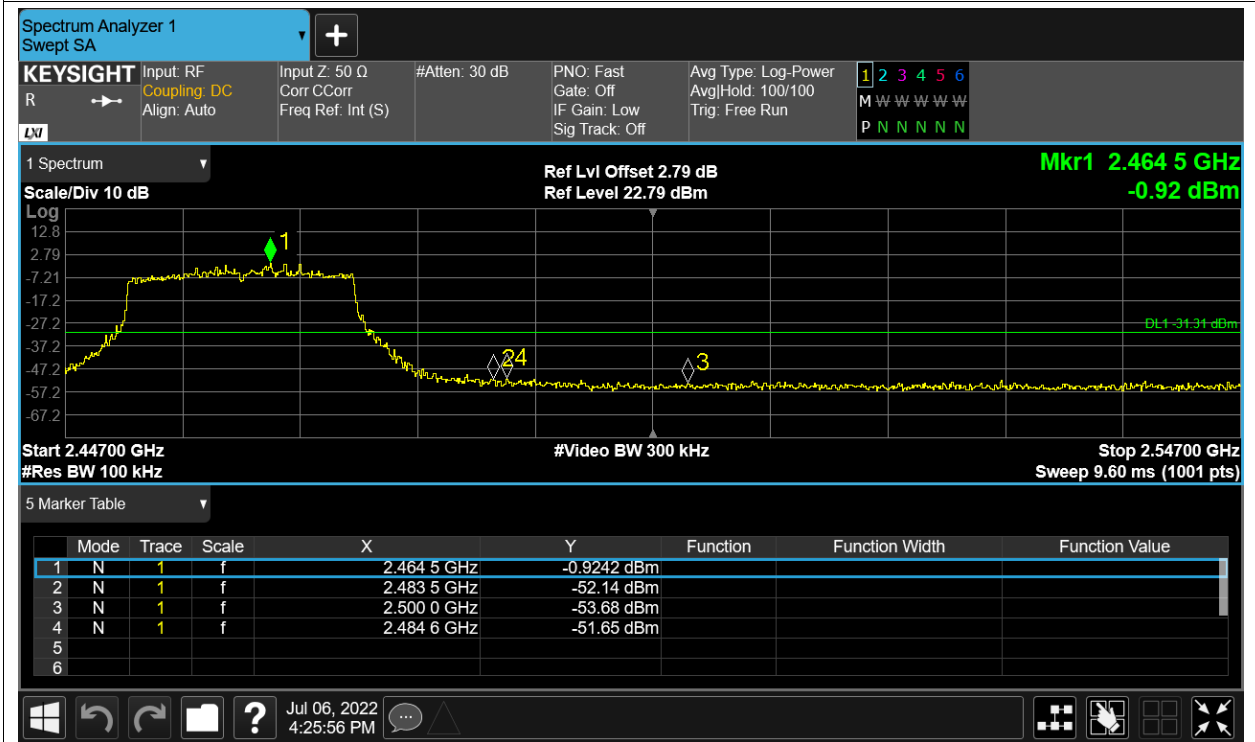 Spectrum Analyzer 1
Swept SA
+
KEYSIGHT
R
LXI
Input: RF
Coupling: DC
Align: Auto
Input Z: 50 Ω
Corr CCorr
Freq Ref: Int (S)
#Atten: 30 dB
PNO: Fast
Gate: Off
IF Gain: Low
Sig Track: Off
Avg Type: Log-Power
Avg|Hold: 100/100
Trig: Free Run
1 2 3 4 5 6
M W W W W W
P N N N N N
1 Spectrum
Scale/Div 10 dB
Ref Lvl Offset 2.79 dB
Ref Level 22.79 dBm
Mkr1 2.464 5 GHz
-0.92 dBm
Log
12.8
2.79
-7.21
-17.2
-27.2
-37.2
-47.2
-57.2
-67.2
1
24
3
DL1 -31.31 dBm
Start 2.44700 GHz
#Video BW 300 kHz
Stop 2.54700 GHz
#Res BW 100 kHz
Sweep 9.60 ms (1001 pts)
5 Marker Table
Mode Trace Scale X Y Function Function Width Function Value
1 N 1 f 2.464 5 GHz -0.9242 dBm
2 N 1 f 2.483 5 GHz -52.14 dBm
3 N 1 f 2.500 0 GHz -53.68 dBm
4 N 1 f 2.484 6 GHz -51.65 dBm
5
6
?
Jul 06, 2022
4:25:56 PM